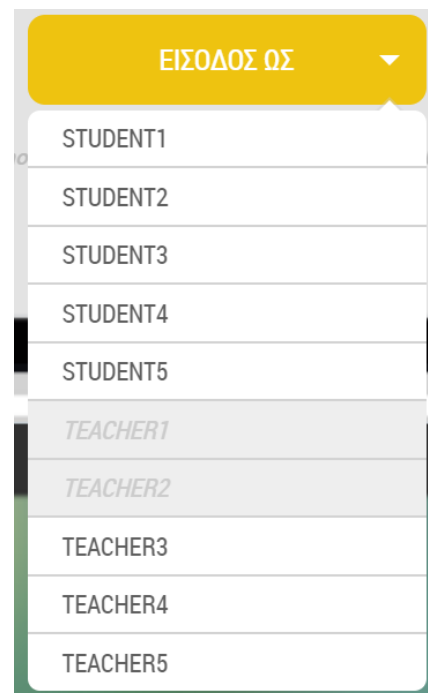 ΕΙΣΟΔΟΣ ΩΣ
STUDENT1
STUDENT2
STUDENT3
STUDENT4
STUDENT5
TEACHER1
TEACHER2
TEACHER3
TEACHER4
TEACHER5